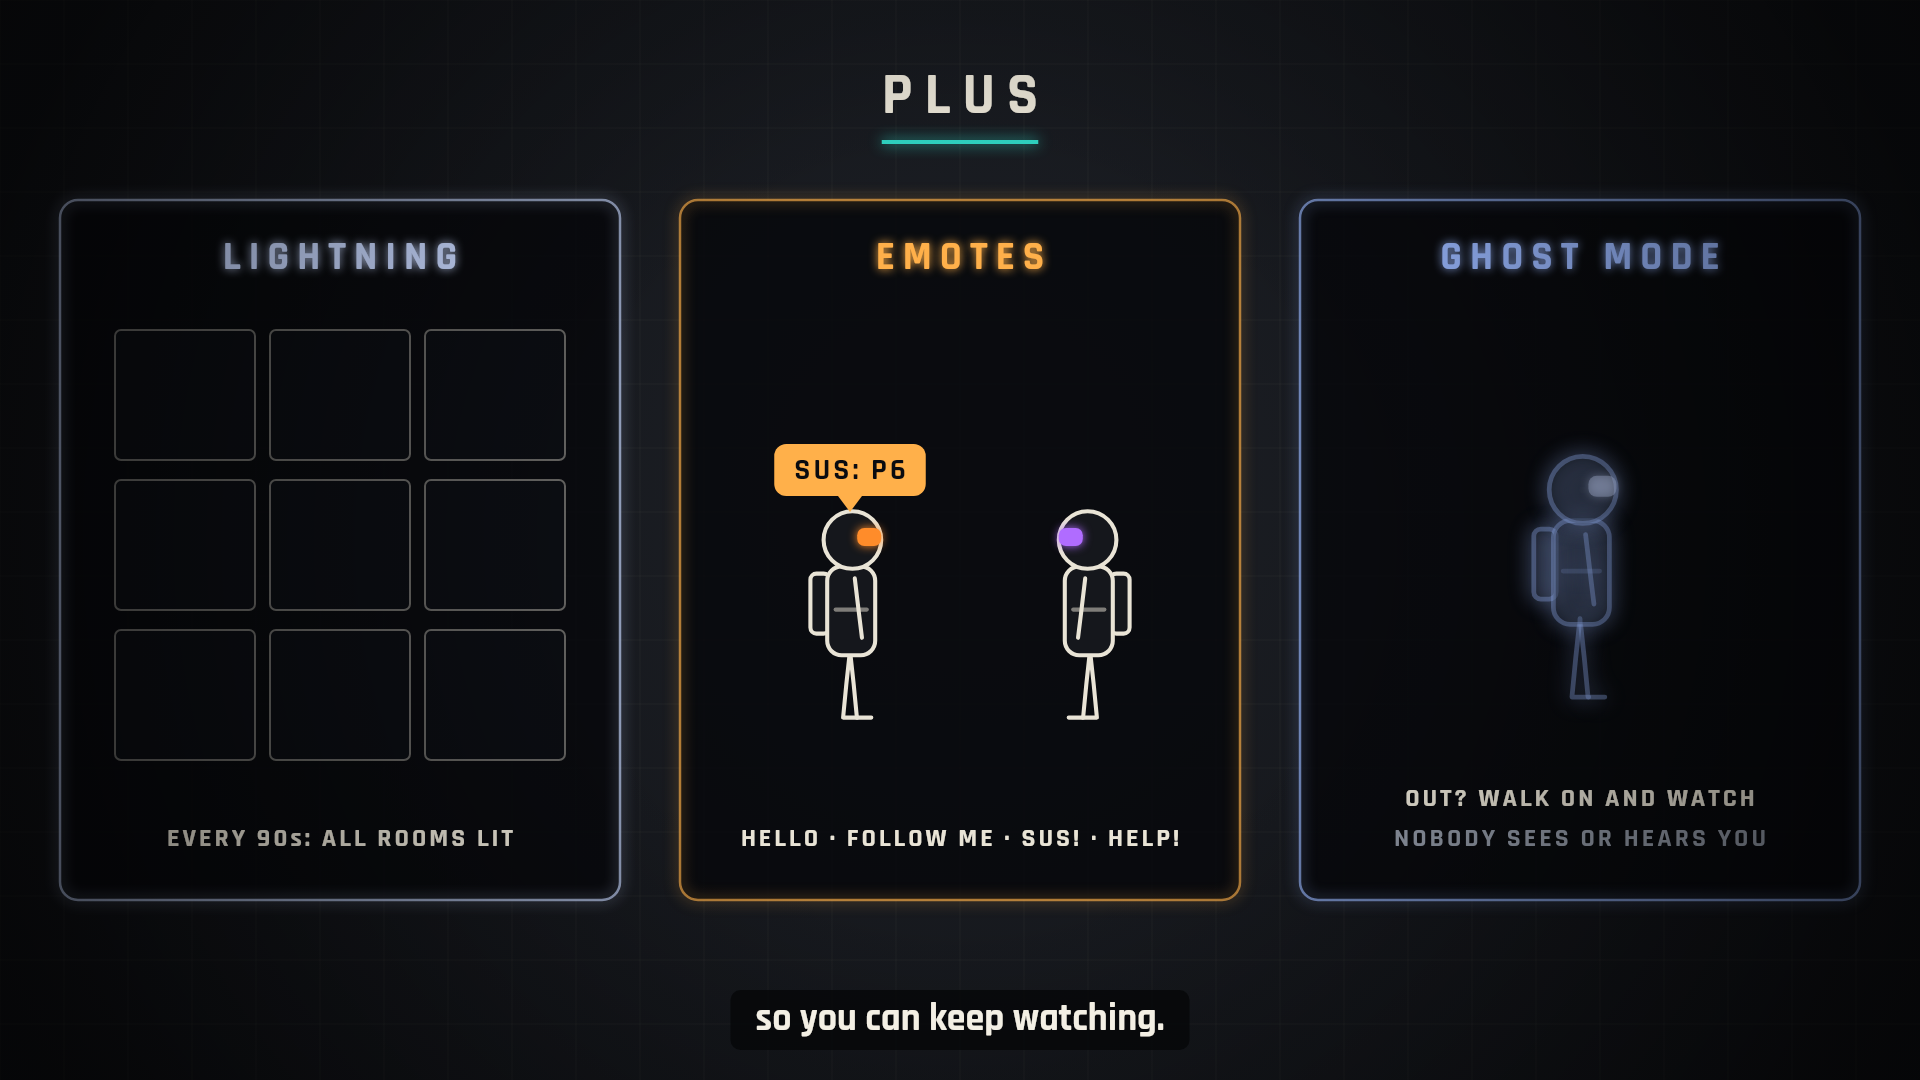 PLUS
LIGHTNING
EVERY 90s: ALL ROOMS LIT
EMOTES
SUS: P6
HELLO · FOLLOW ME · SUS! · HELP!
GHOST MODE
OUT? WALK ON AND WATCH
NOBODY SEES OR HEARS YOU
so you can keep watching.